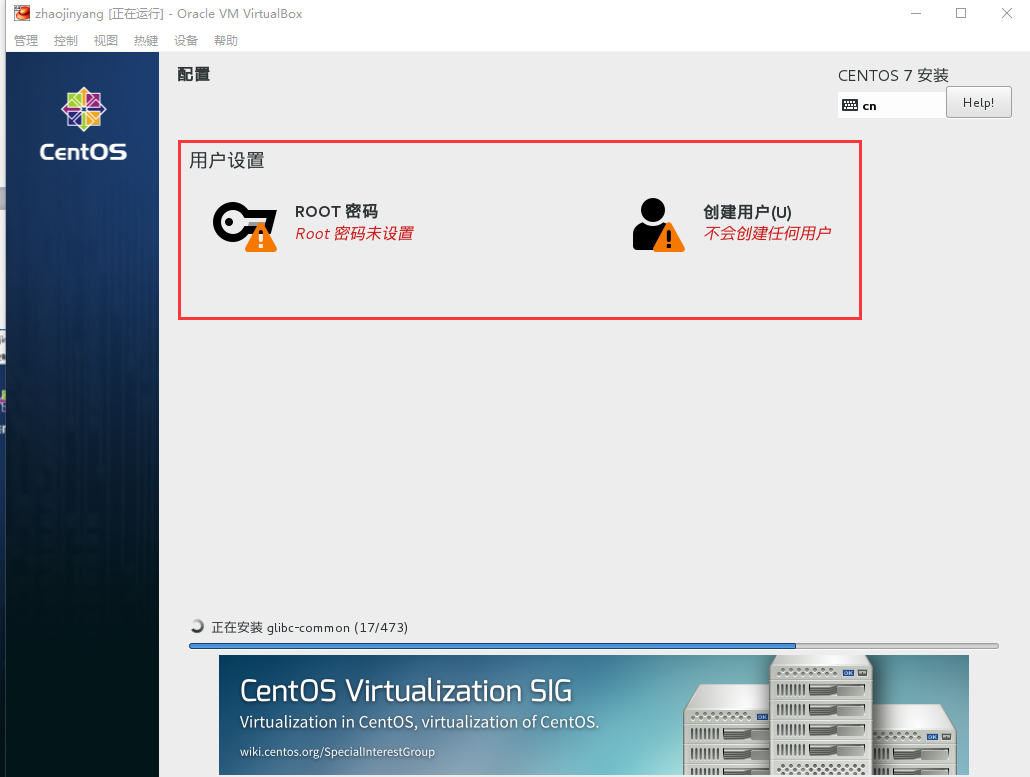 zhaojinyang [正在运行] - Oracle VM VirtualBox
管理 控制 视图 热键 设备 帮助
CentOS
配置
CENTOS 7 安装
cn
Help!
用户设置
ROOT 密码
Root 密码未设置
创建用户(U)
不会创建任何用户
正在安装 glibc-common (17/473)
CentOS Virtualization SIG
Virtualization in CentOS, virtualization of CentOS.
wiki.centos.org/SpecialInterestGroup
OK
OK
OK